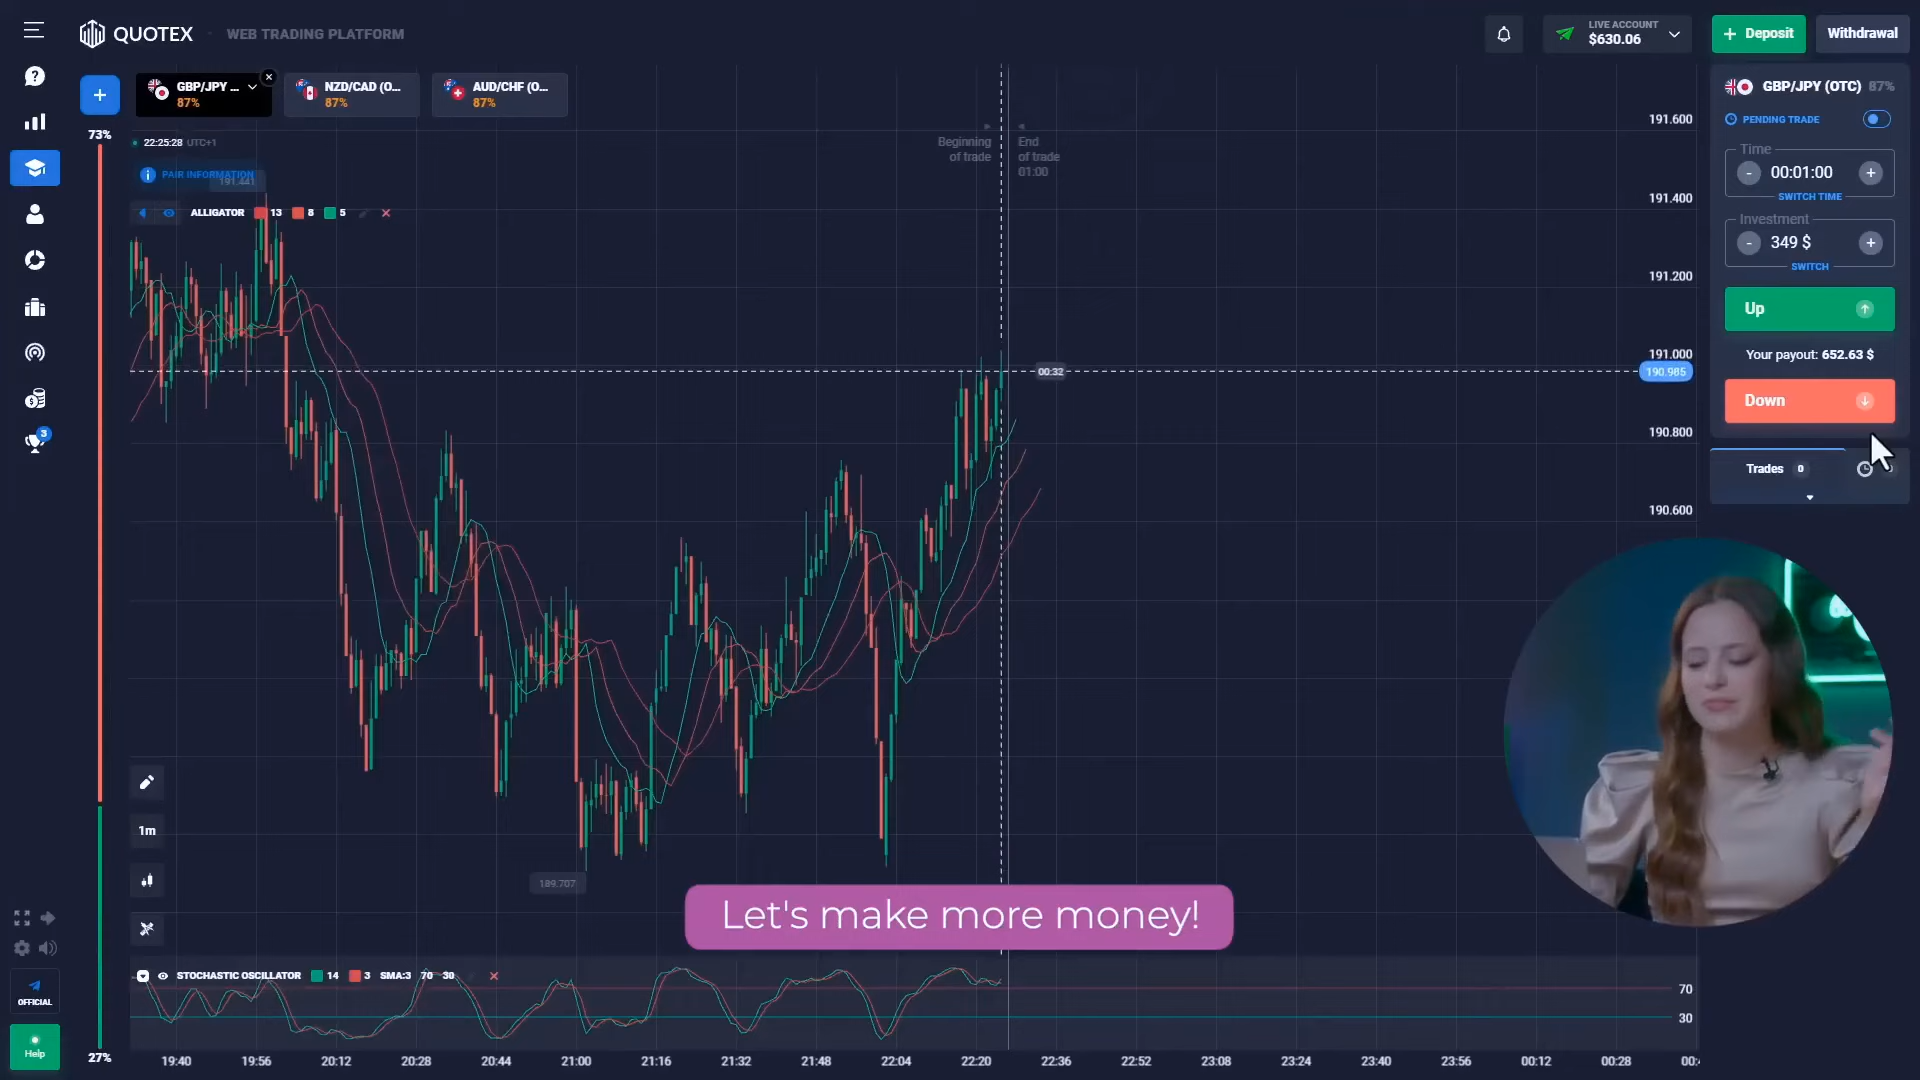 QUOTEX
WEB TRADING PLATFORM
LIVE ACCOUNT
$630.06
+ Deposit
Withdrawal
+
GBP/JPY ...
87%
NZD/CAD (O...
87%
AUD/CHF (O...
87%
73%
22:25:28 UTC+1
PAIR INFORMATION
191.441
ALLIGATOR 13 8 5
Beginning
of trade
End
of trade
01:00
191.600
191.400
191.200
191.000
190.985
190.800
190.600
00:32
GBP/JPY (OTC) 87%
PENDING TRADE
Time
- 00:01:00 +
SWITCH TIME
Investment
- 349 $ +
SWITCH
Up
Your payout: 652.63 $
Down
Trades 0
3
1m
189.707
Let's make more money!
STOCHASTIC OSCILLATOR 14 3 SMA:3 70 30
70
30
OFFICIAL
Help
27%
19:40 19:56 20:12 20:28 20:44 21:00 21:16 21:32 21:48 22:04 22:20 22:36 22:52 23:08 23:24 23:40 23:56 00:12 00:28